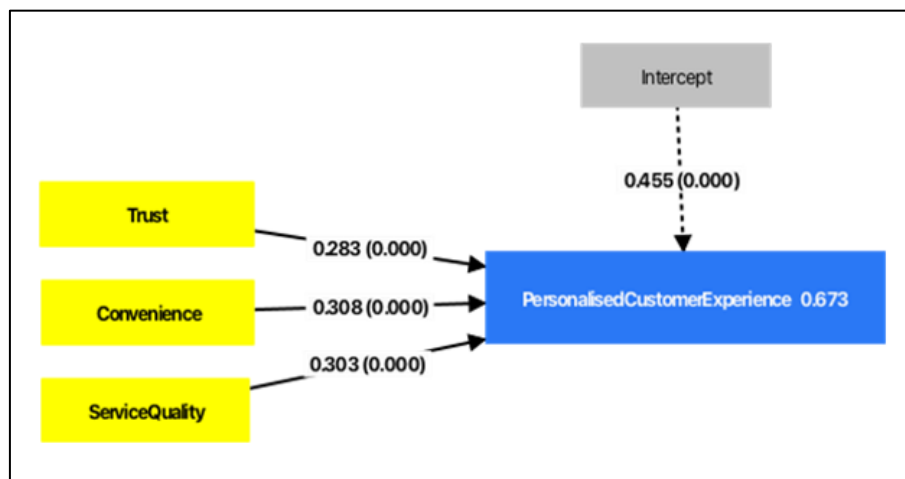 Intercept
0.455 (0.000)
Trust
0.283 (0.000)
Convenience
0.308 (0.000)
PersonalisedCustomerExperience 0.673
0.303 (0.000)
ServiceQuality